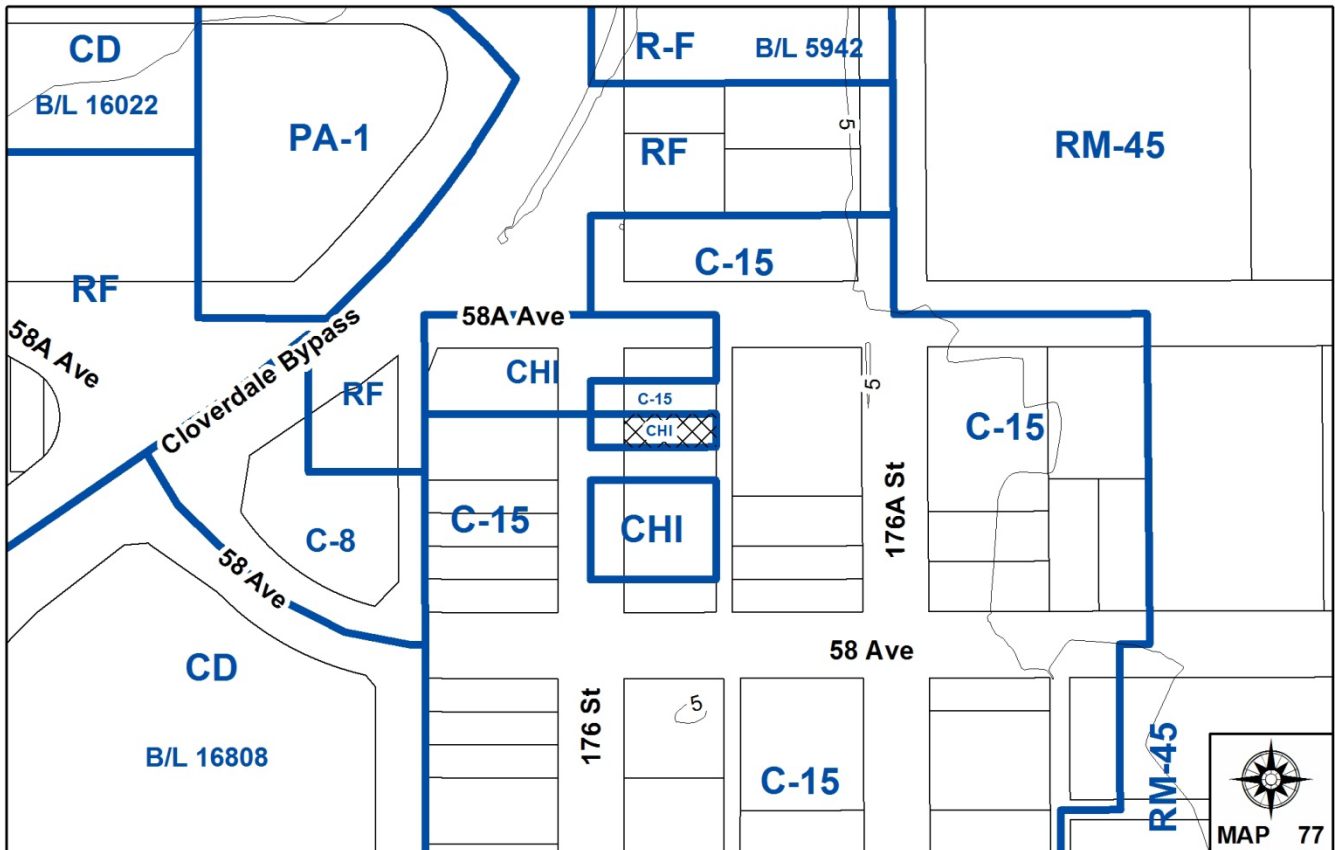 CD
B/L 16022
PA-1
R-F
B/L 5942
RF
5
RM-45
RF
C-15
58A Ave
58A Ave
Cloverdale Bypass
RF
CHI
C-15
CHI
5
C-15
C-8
C-15
CHI
176A St
58 Ave
58 Ave
CD
B/L 16808
176 St
5
C-15
RM-45
MAP 77